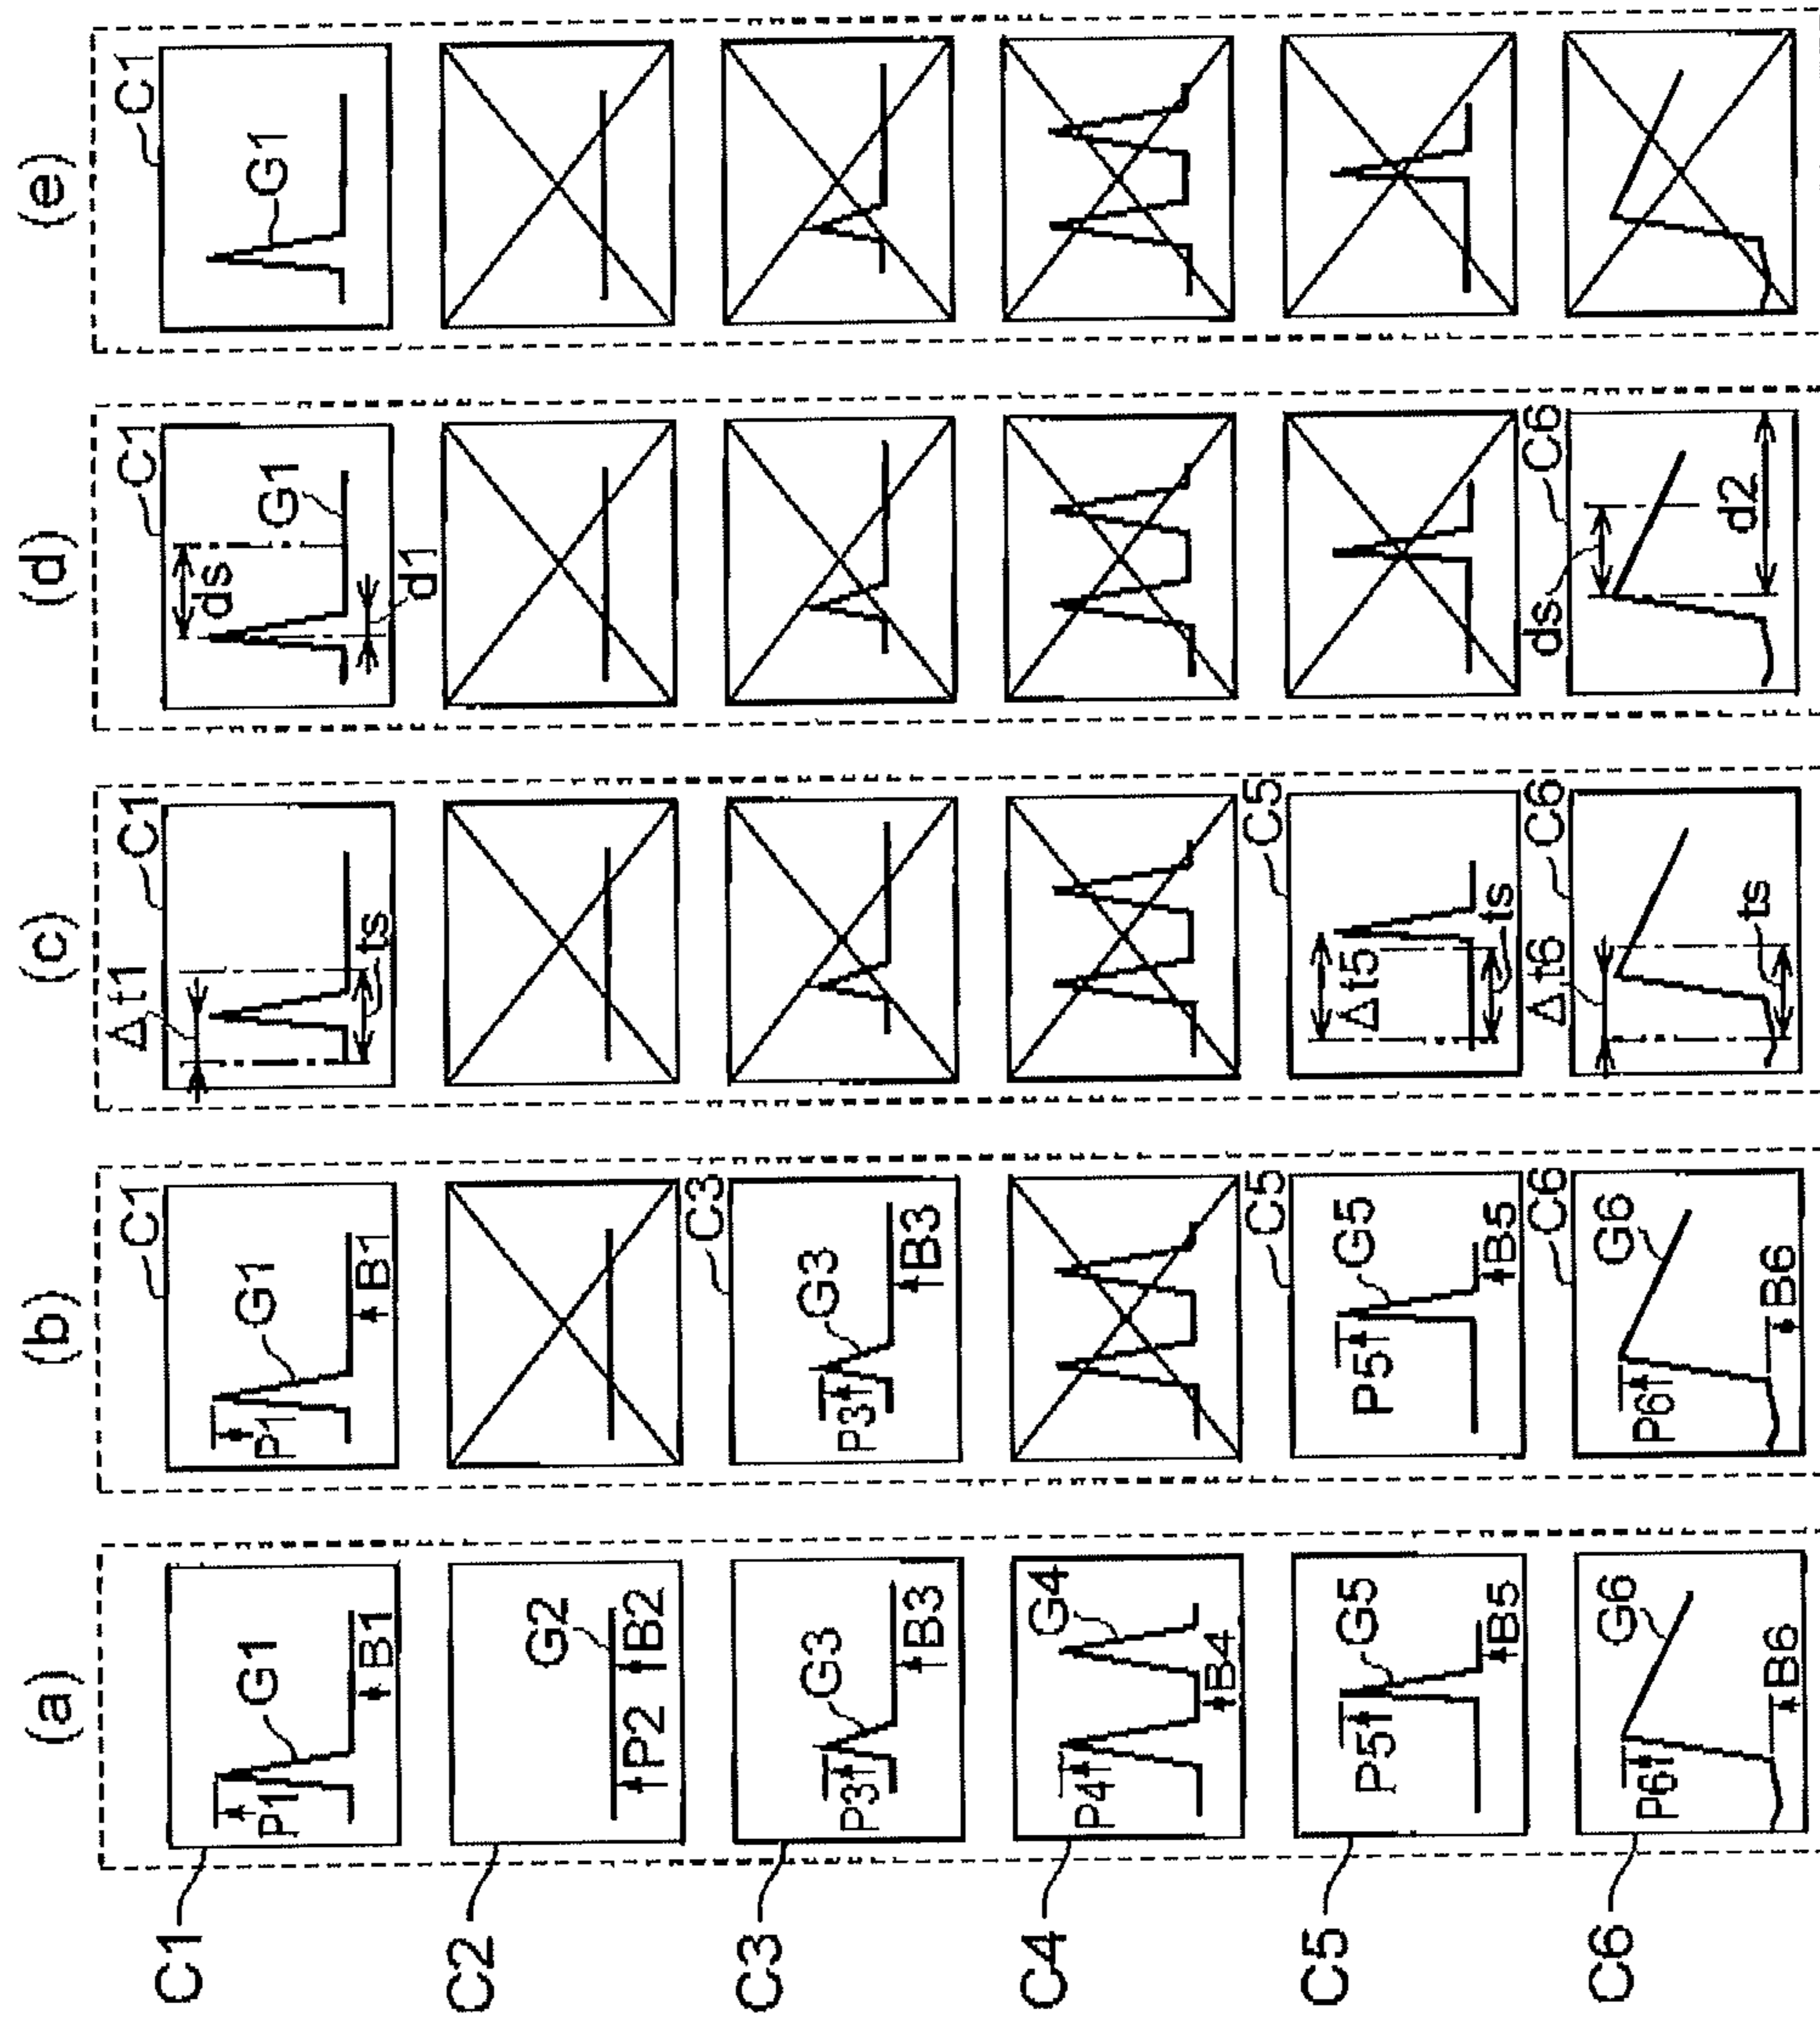 (a) (b) (c) (d) (e)
C1 Δt1 C1 C1 C1
C1
ds
G1 G1 G1 G1
P1 P1
B1 B1 ts d1
C2
G2
P2 B2
C3
C3
G3 G3
P3 P3
B3 B3
C4
G4
P4
B4
C5 C5
C5
G5 G5 Δt5
P5 P5
B5 B5 ts
C6 Δt6 C6 ds C6
C6
G6 G6
P6 P6
d2
ts
B6 B6